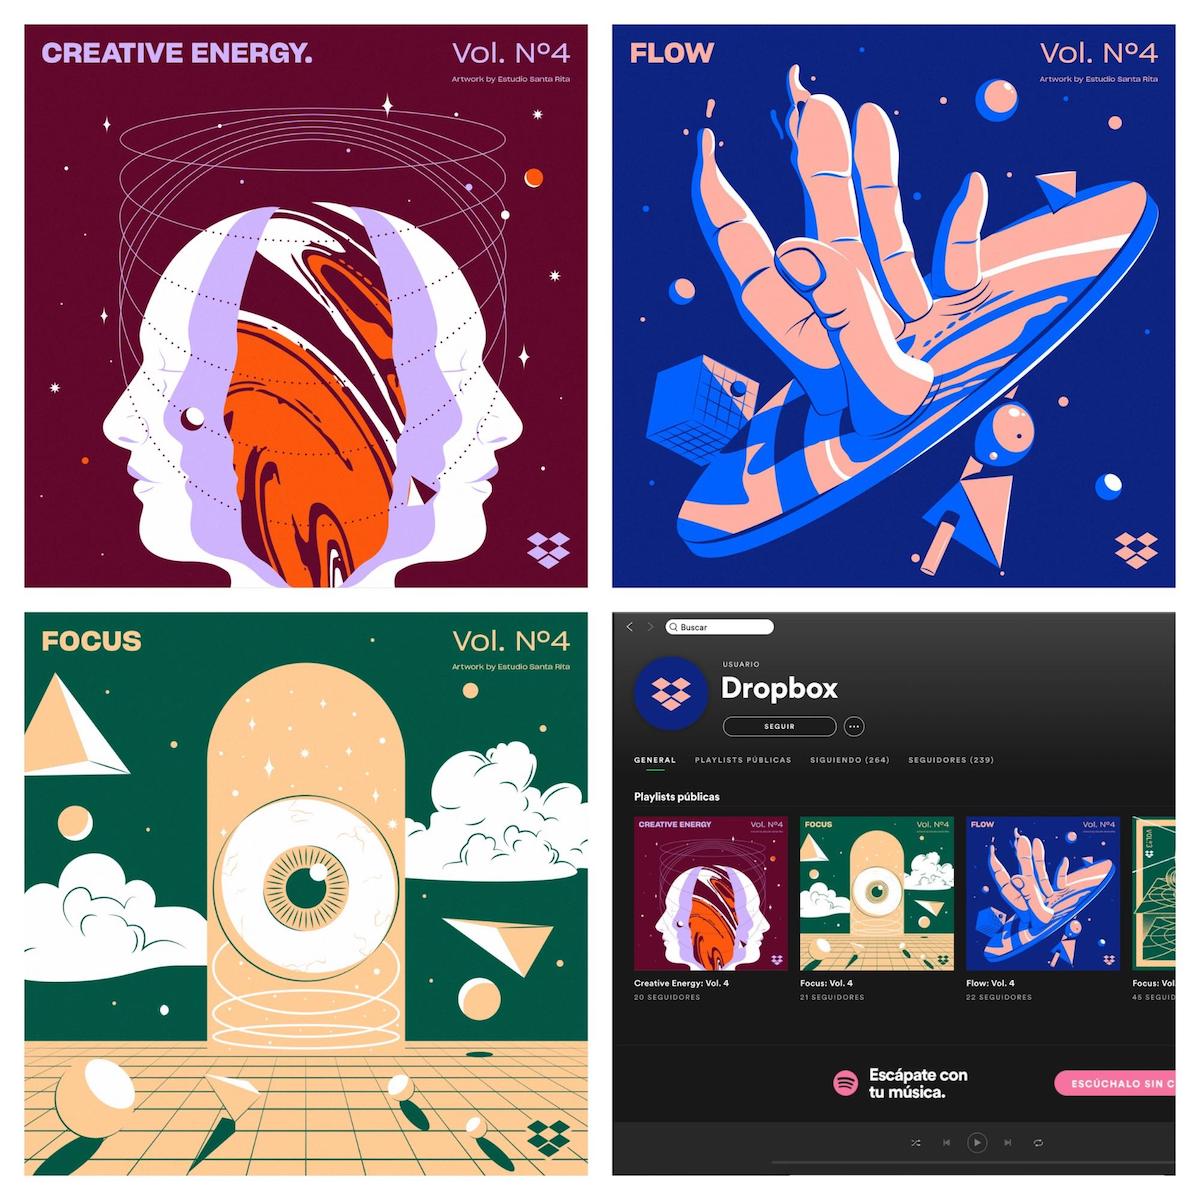 CREATIVE ENERGY.
Vol. Nº4
Artwork by Estudio Santa Rita
FLOW
Vol. Nº4
Artwork by Estudio Santa Rita
FOCUS
Vol. Nº4
Artwork by Estudio Santa Rita
Buscar
USUARIO
Dropbox
SEGUIR
GENERAL PLAYLISTS PÚBLICAS SIGUIENDO (264) SEGUIDORES (239)
Playlists públicas
CREATIVE ENERGY Vol. Nº4
FOCUS Vol. Nº4
FLOW Vol. Nº4
Creative Energy: Vol. 4
20 SEGUIDORES
Focus: Vol. 4
21 SEGUIDORES
Flow: Vol. 4
22 SEGUIDORES
Focus: Vol
45 SEGUID
Escápate con
tu música.
ESCÚCHALO SIN C